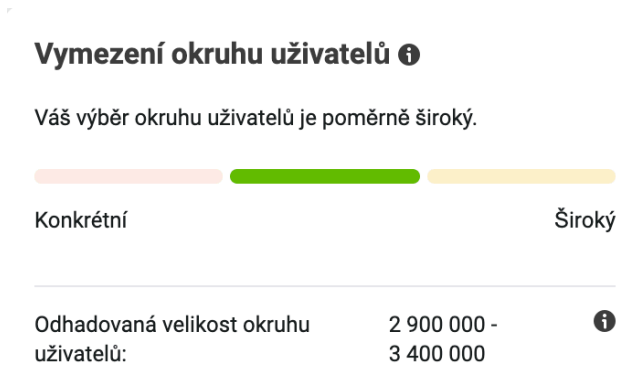 Vymezení okruhu uživatelů
Váš výběr okruhu uživatelů je poměrně široký.
Konkrétní Široký
Odhadovaná velikost okruhu 2 900 000 -
uživatelů: 3 400 000